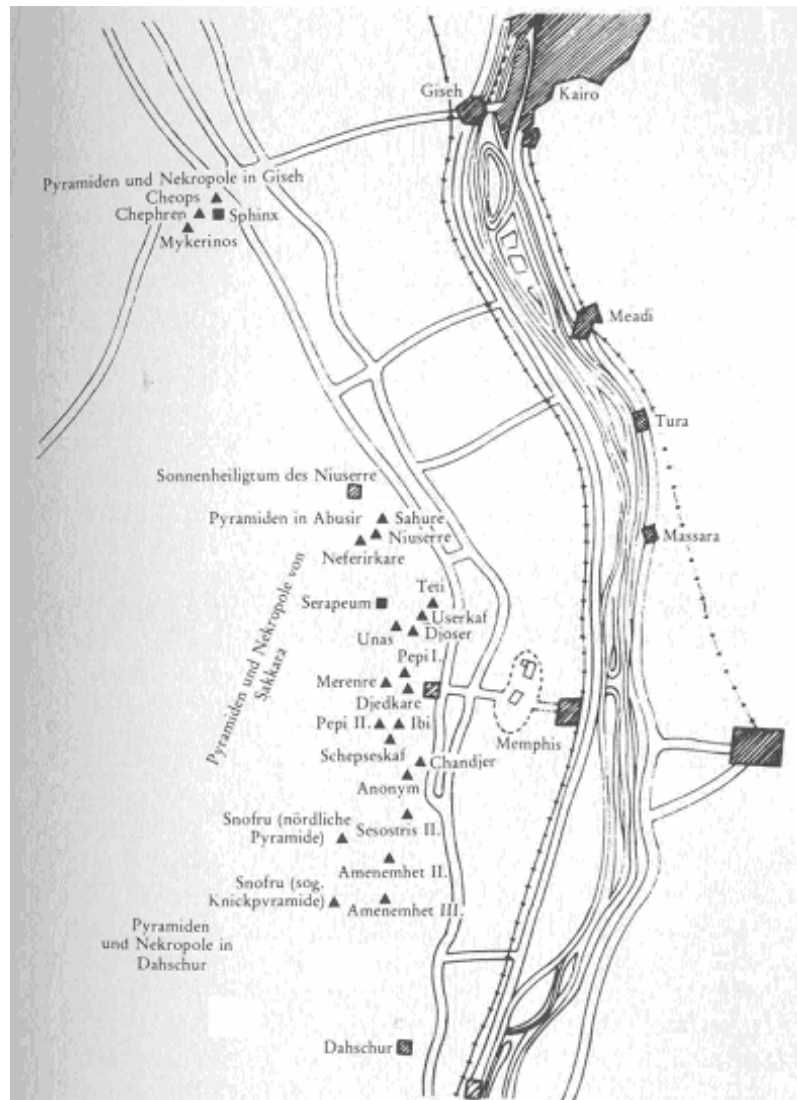 Giseh
Kairo
Pyramiden und Nekropole in Giseh
Cheops
Chephren
Sphinx
Mykerinos
Meadi
Tura
Sonnenheiligtum des Niuserre
Pyramiden in Abusir
Sahure
Niuserre
Neferirkare
Massara
Pyramiden und Nekropole von
Sakkara
Teti
Serapeum
Userkaf
Unas
Djoser
Pepi I.
Merenre
Djedkare
Pepi II.
Ibi
Memphis
Schepseskaf
Chandjer
Anonym
Snofru (nördliche
Pyramide)
Sesostris II.
Amenemhet II.
Snofru (sog.
Knickpyramide)
Amenemhet III.
Pyramiden
und Nekropole in
Dahschur
Dahschur